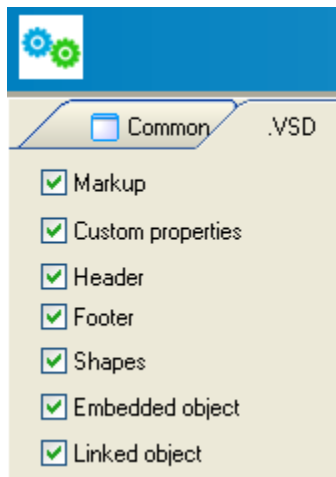 Common .VSD
Markup
Custom properties
Header
Footer
Shapes
Embedded object
Linked object